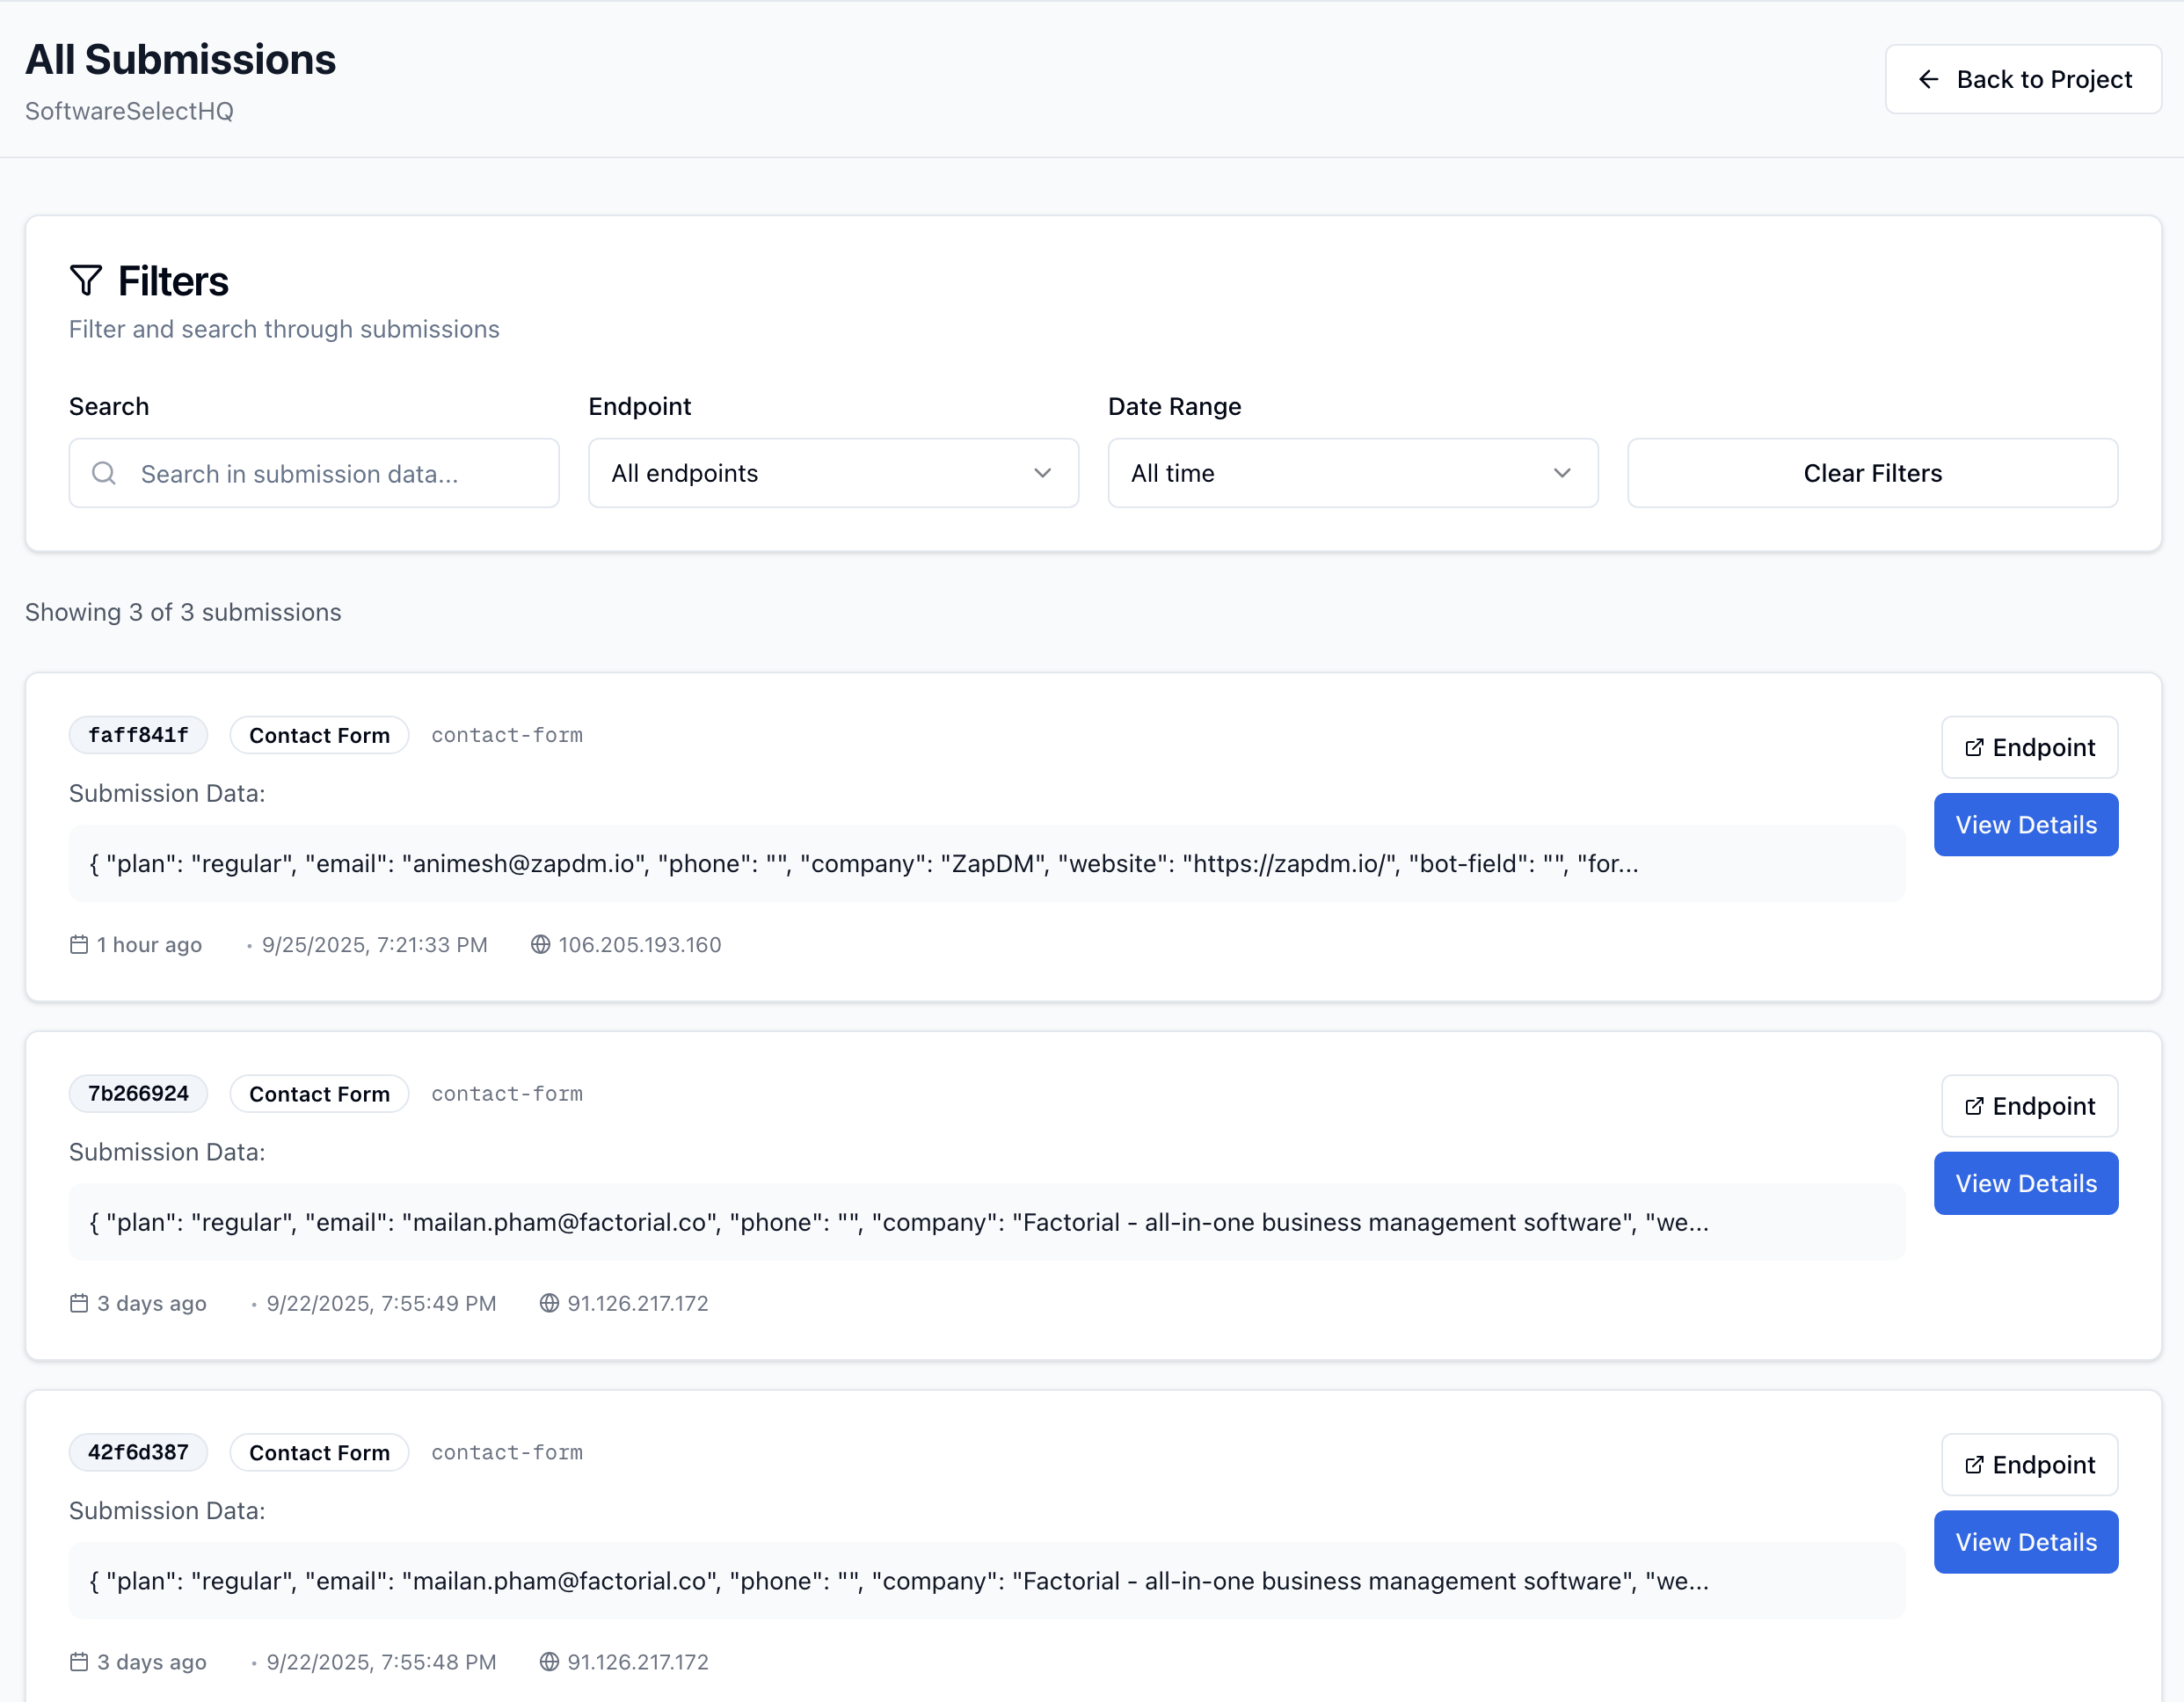 All Submissions
SoftwareSelectHQ
Back to Project
Filters
Filter and search through submissions
Search
Endpoint
Date Range
Search in submission data...
All endpoints
All time
Clear Filters
Showing 3 of 3 submissions
faff841f Contact Form contact-form
Endpoint
Submission Data:
View Details
{ "plan": "regular", "email": "animesh@zapdm.io", "phone": "", "company": "ZapDM", "website": "https://zapdm.io/", "bot-field": "", "for...
1 hour ago • 9/25/2025, 7:21:33 PM 106.205.193.160
7b266924 Contact Form contact-form
Endpoint
Submission Data:
View Details
{ "plan": "regular", "email": "mailan.pham@factorial.co", "phone": "", "company": "Factorial - all-in-one business management software", "we...
3 days ago • 9/22/2025, 7:55:49 PM 91.126.217.172
42f6d387 Contact Form contact-form
Endpoint
Submission Data:
View Details
{ "plan": "regular", "email": "mailan.pham@factorial.co", "phone": "", "company": "Factorial - all-in-one business management software", "we...
3 days ago • 9/22/2025, 7:55:48 PM 91.126.217.172